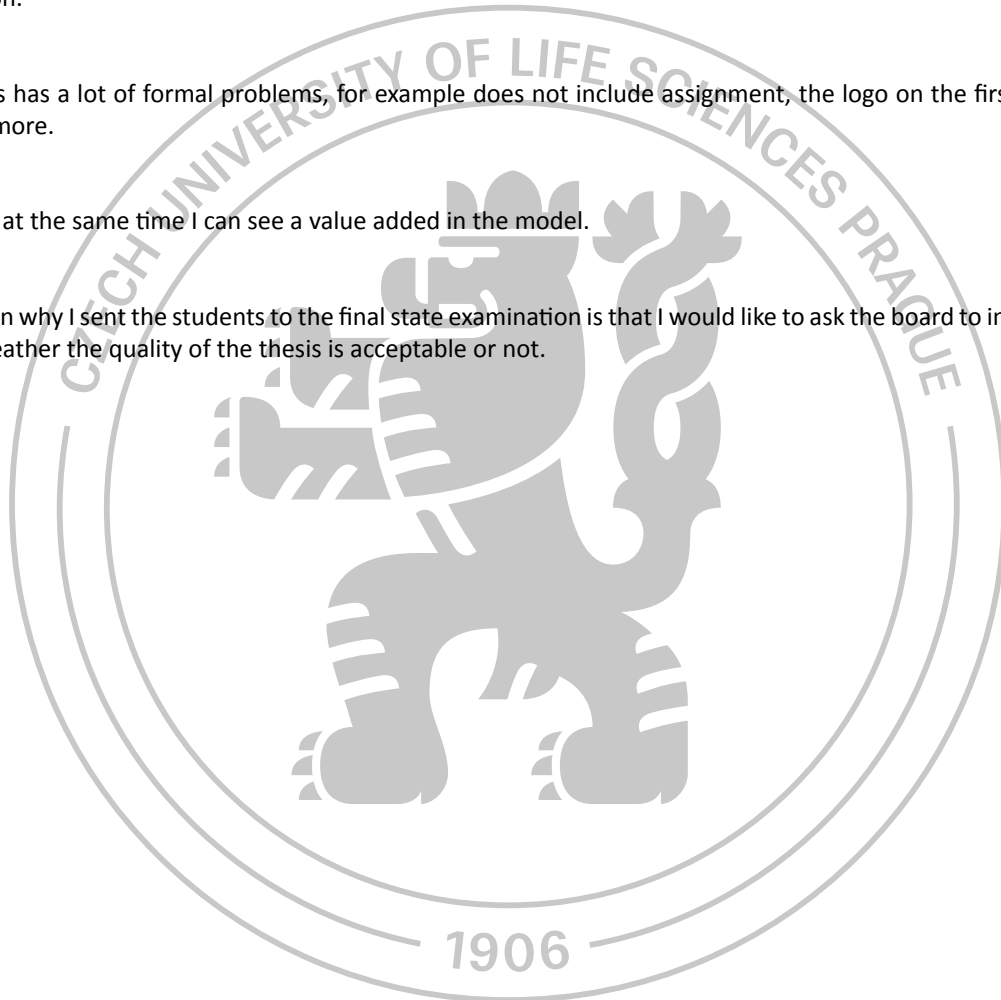 on.
s has a lot of formal problems, for example does not include assignment, the logo on the firs
more.
at the same time I can see a value added in the model.
n why I sent the students to the final state examination is that I would like to ask the board to in
eather the quality of the thesis is acceptable or not.
CZECH UNIVERSITY OF LIFE SCIENCES PRAGUE
1906